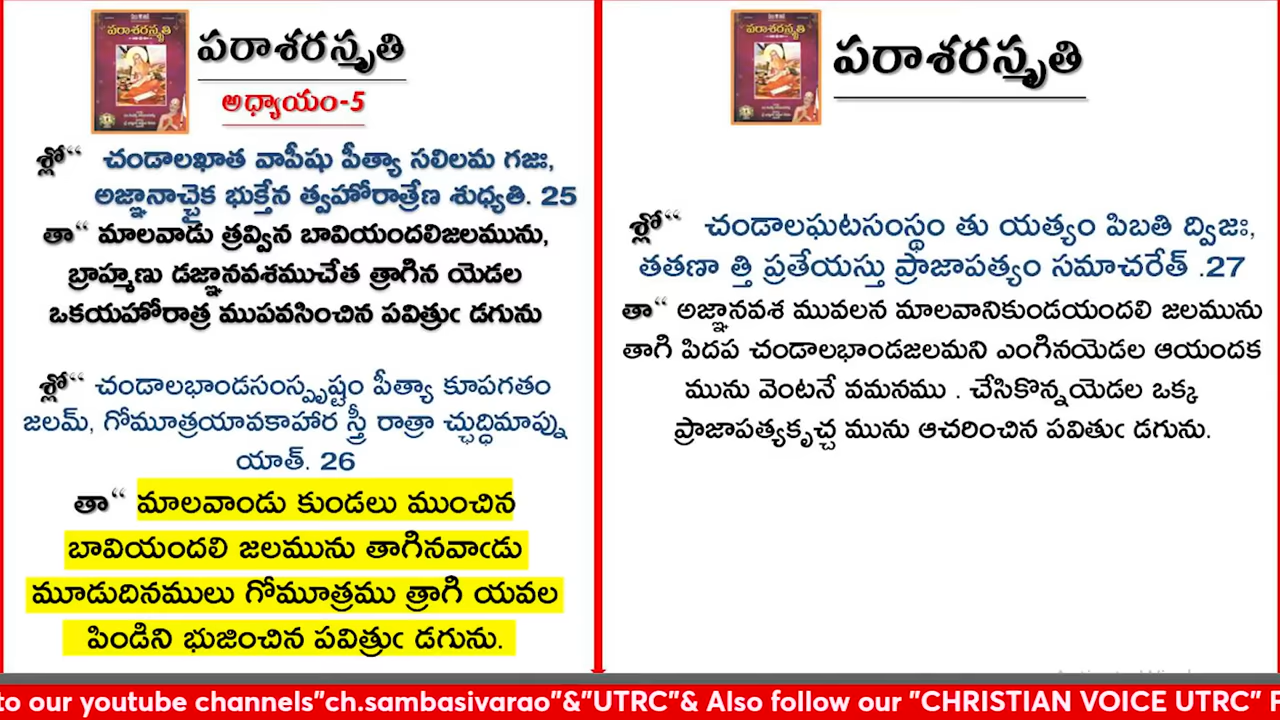 పరాశరస్మృతి
అధ్యాయం-5
శ్లో“ చండాలఖాత వాపీషు పీత్యా సలిలమ గజః,
అజ్ఞానాచ్చైక భుక్తేన త్వహోరాత్రేణ శుధ్యతి. 25
తా“ మాలవాడు త్రవ్విన బావియందలిజలమును,
బ్రాహ్మణు డజ్ఞానవశముచేత త్రాగిన యెడల
ఒకయహోరాత్ర ముపవసించిన పవిత్రుఁ డగును
శ్లో“ చండాలభాండసంస్పృష్టం పీత్యా కూపగతం
జలమ్, గోమూత్రయావకాహార స్త్రీ రాత్రా చ్ఛుద్ధిమాప్ను
యాత్. 26
తా“ మాలవాండు కుండలు ముంచిన
బావియందలి జలమును తాగినవాఁడు
మూడుదినములు గోమూత్రము త్రాగి యవల
పిండిని భుజించిన పవిత్రుఁ డగును.
పరాశరస్మృతి
శ్లో“ చండాలఘటసంస్థం తు యత్యం పిబతి ద్విజః,
తతణా త్తి ప్రతేయస్తు ప్రాజాపత్యం సమాచరేత్ .27
తా“ అజ్ఞానవశ మువలన మాలవానికుండయందలి జలమును
తాగి పిదప చండాలభాండజలమని ఎంగినయెడల ఆయందక
మును వెంటనే వమనము . చేసికొన్నయెడల ఒక్క
ప్రాజాపత్యకృచ్ఛ మును ఆచరించిన పవితుఁ డగును.
to our youtube channels"ch.sambasivarao"&"UTRC"& Also follow our "CHRISTIAN VOICE UTRC" F